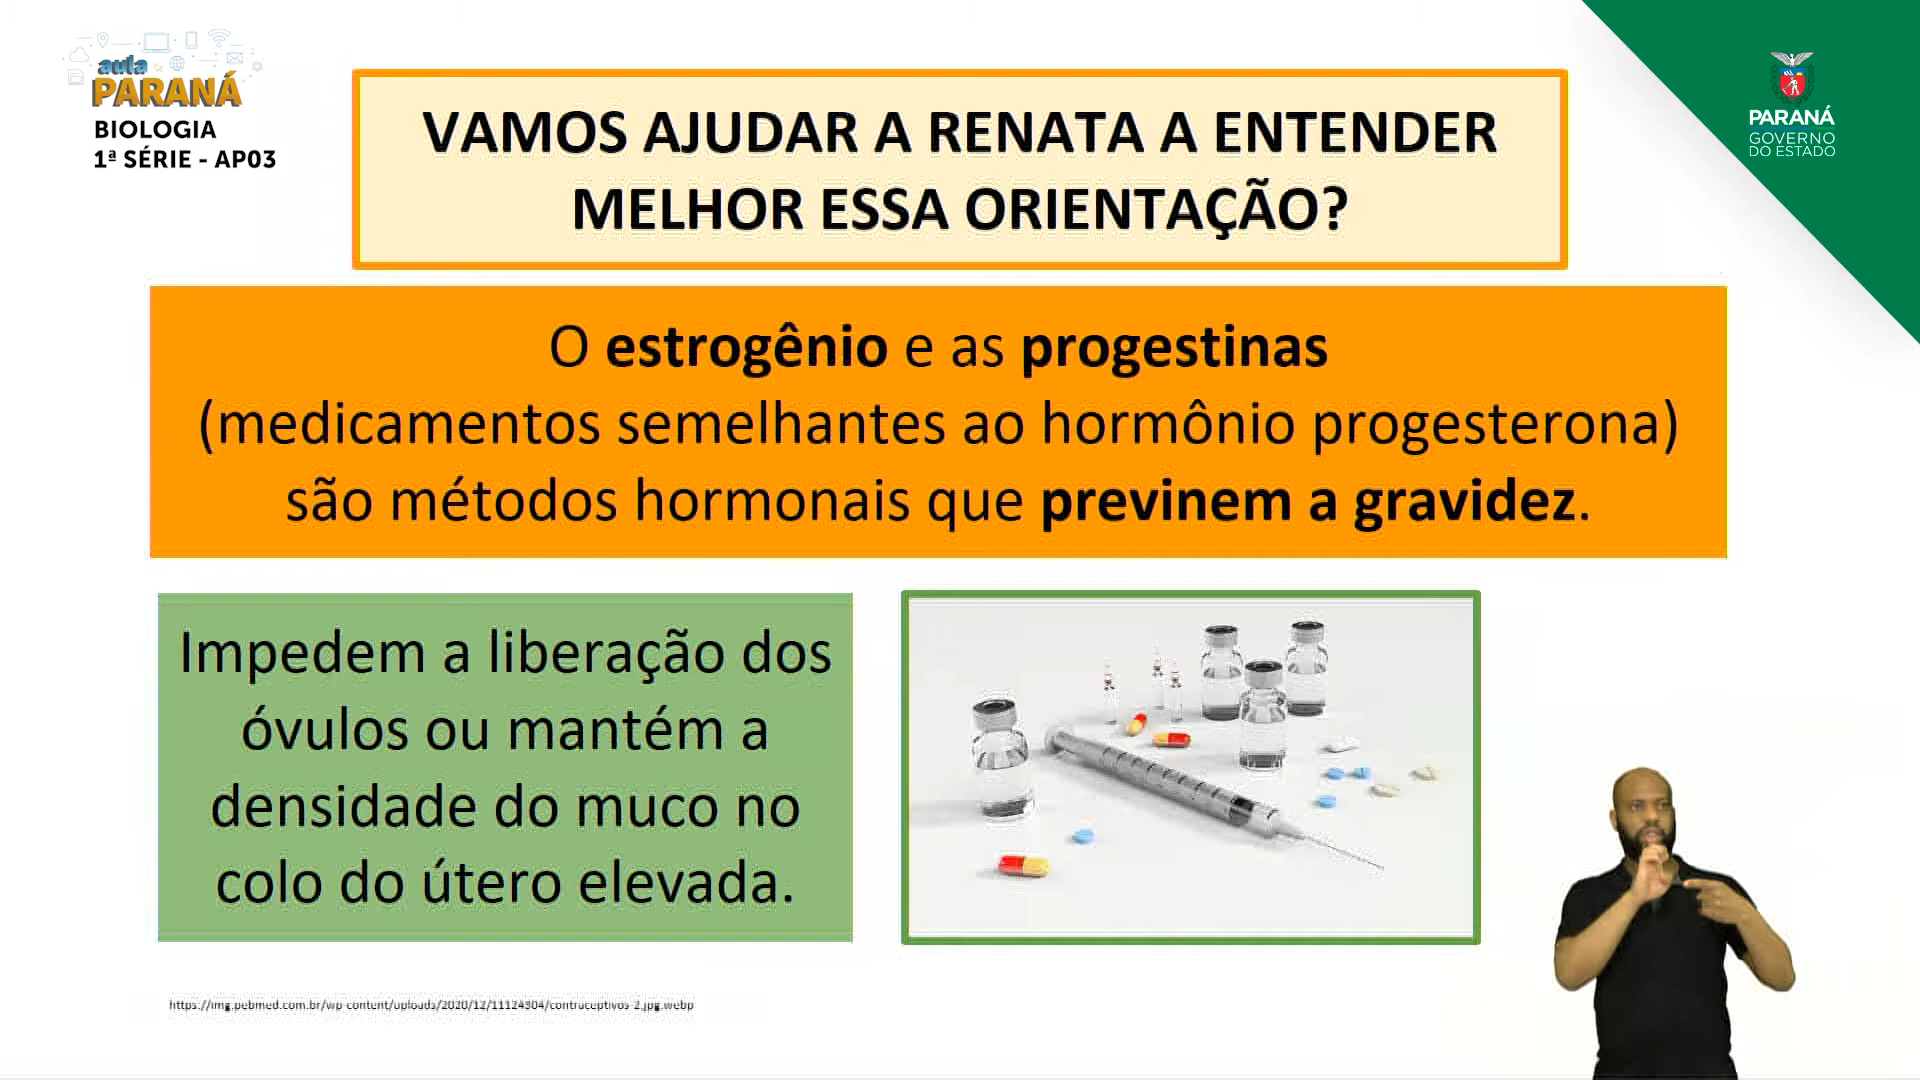 aula
PARANÁ
BIOLOGIA
1ª SÉRIE - AP03
VAMOS AJUDAR A RENATA A ENTENDER
MELHOR ESSA ORIENTAÇÃO?
PARANÁ
GOVERNO
DO ESTADO
O estrogênio e as progestinas
(medicamentos semelhantes ao hormônio progesterona)
são métodos hormonais que previnem a gravidez.
Impedem a liberação dos
óvulos ou mantém a
densidade do muco no
colo do útero elevada.
https://img.pebmed.com.br/wp-content/uploads/2020/12/11124304/contraceptivos-2.jpg.webp